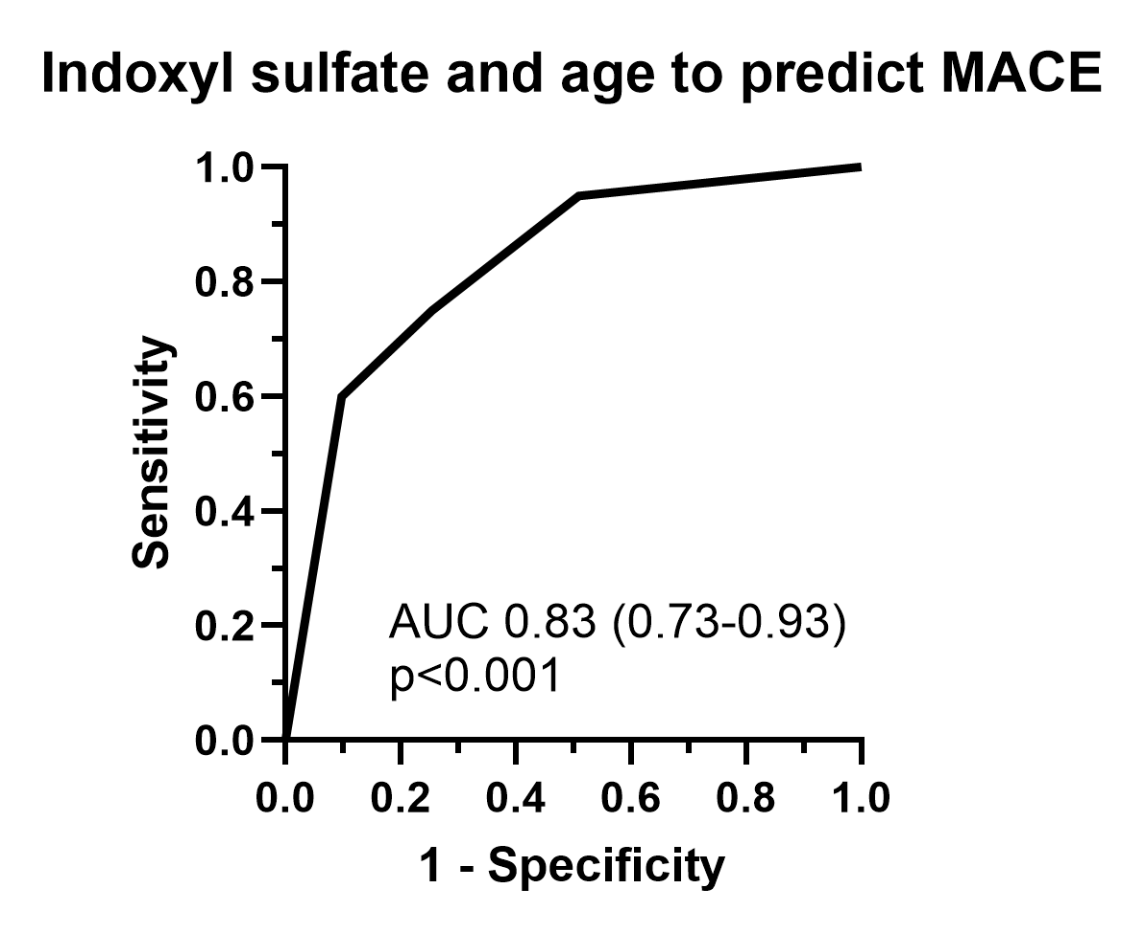 Indoxyl sulfate and age to predict MACE
1.0
0.8
0.6
0.4
0.2
0.0
Sensitivity
AUC 0.83 (0.73-0.93)
p<0.001
0.0 0.2 0.4 0.6 0.8 1.0
1 - Specificity